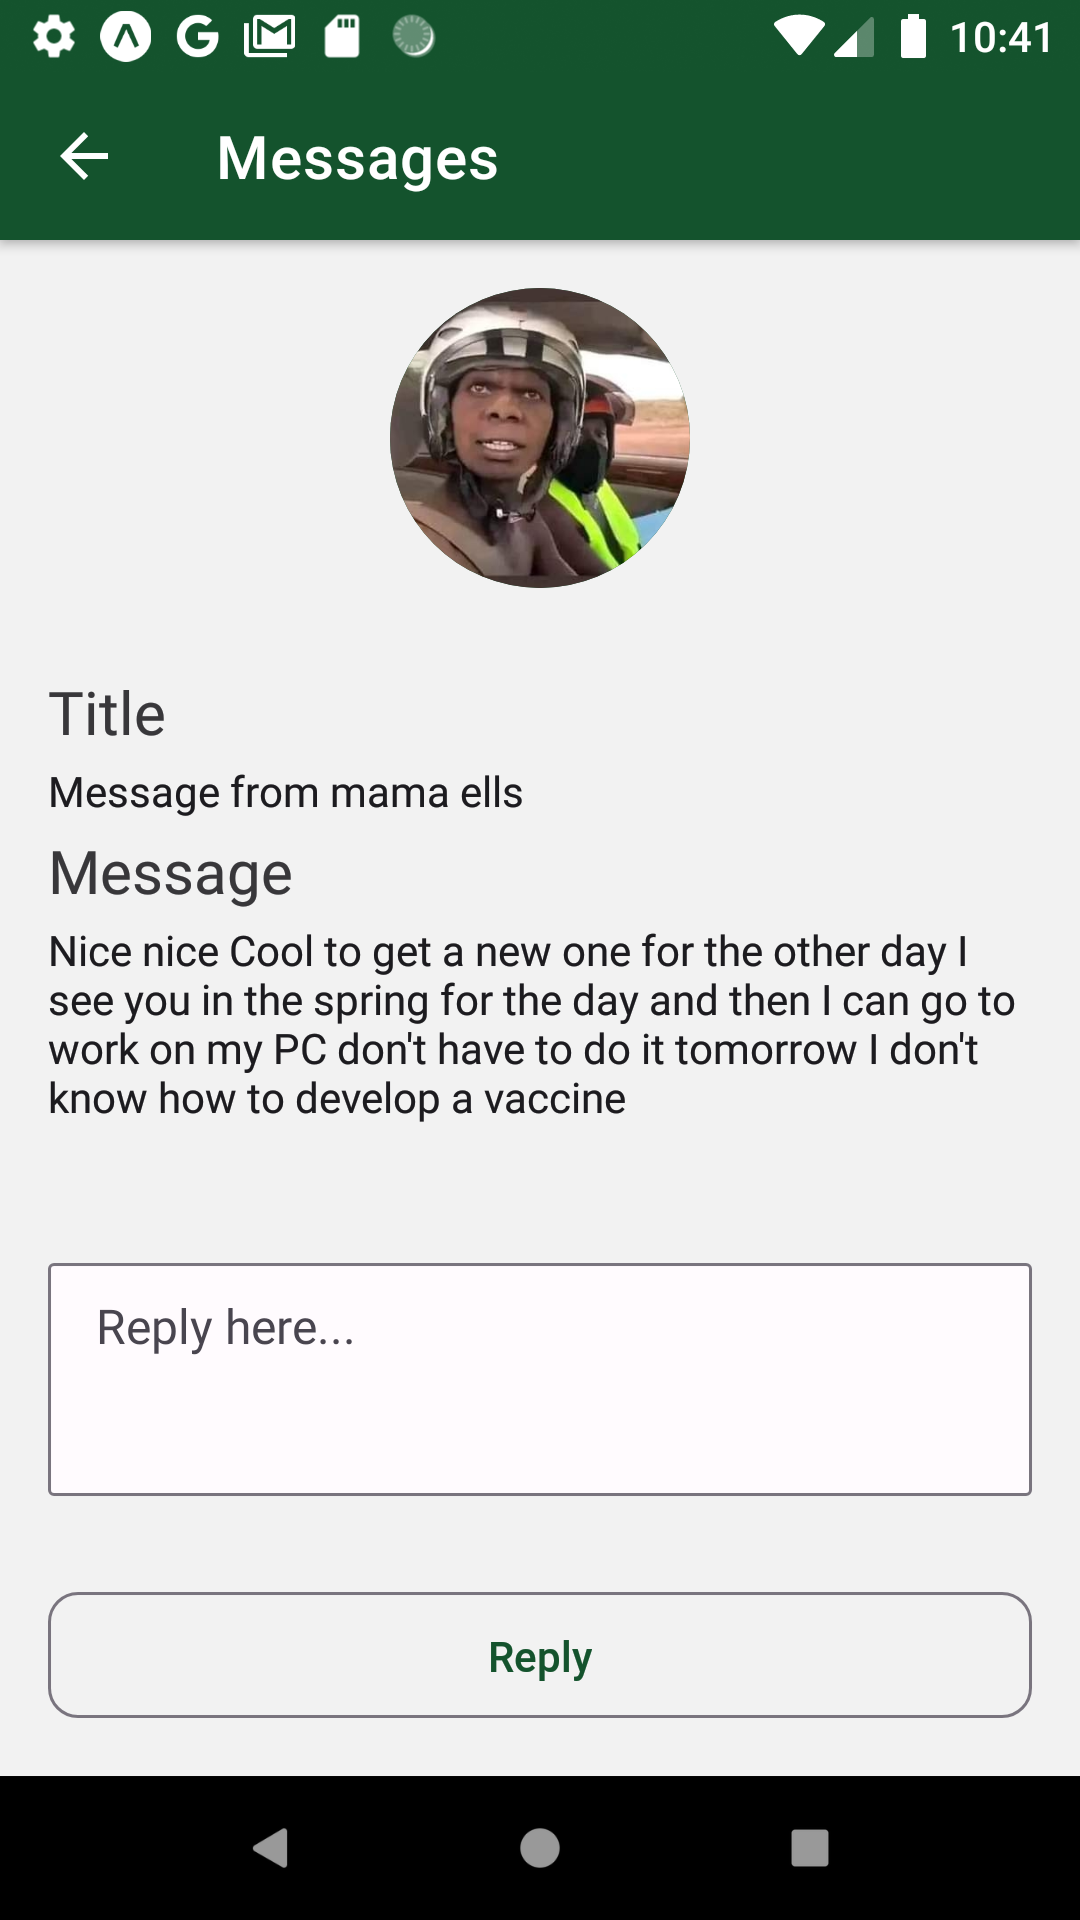 10:41
Messages
Title
Message from mama ells
Message
Nice nice Cool to get a new one for the other day I
see you in the spring for the day and then I can go to
work on my PC don't have to do it tomorrow I don't
know how to develop a vaccine
Reply here...
Reply